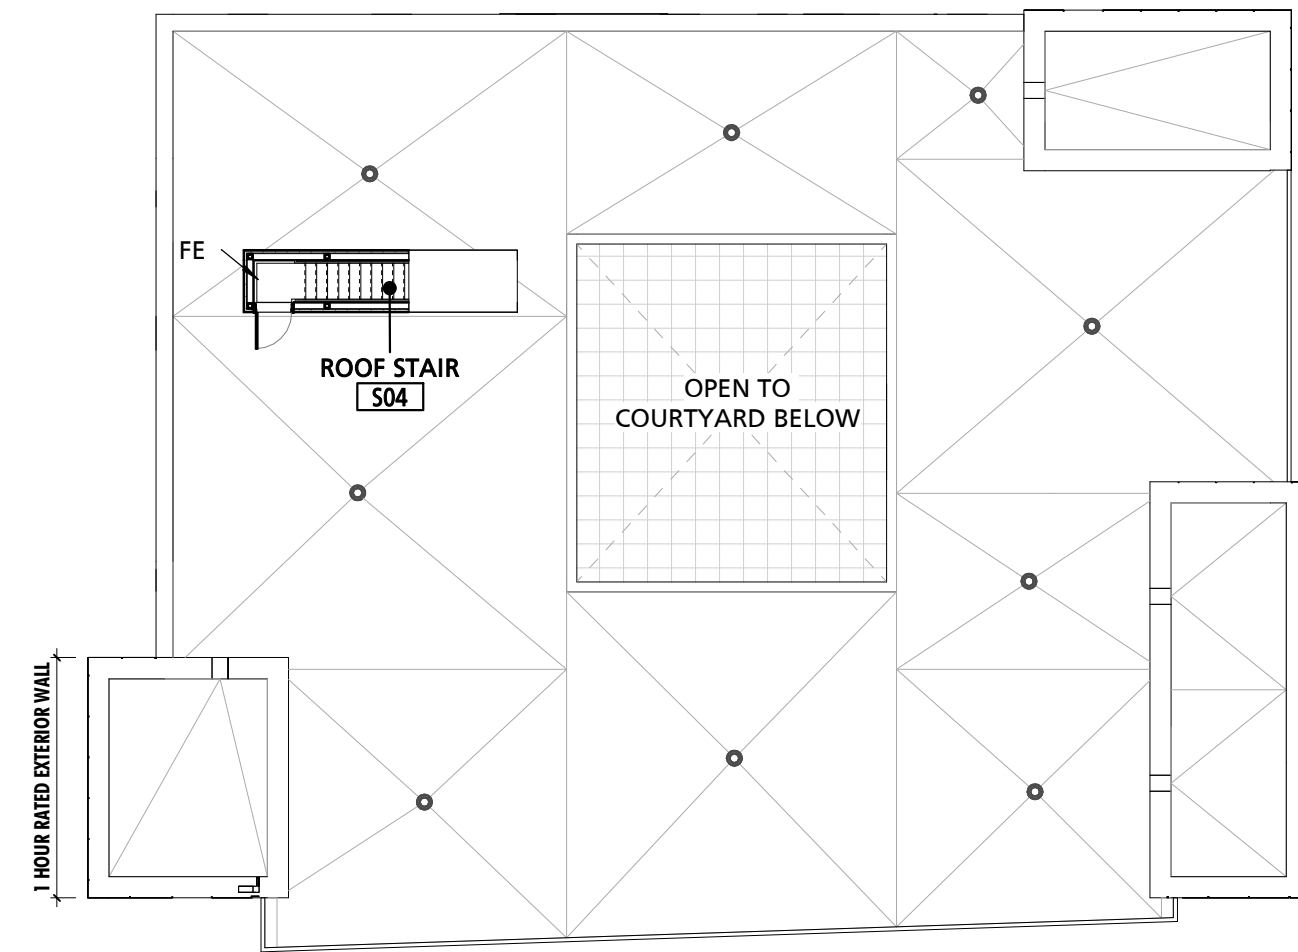 FE
ROOF STAIR
S04
OPEN TO
COURTYARD BELOW
1 HOUR RATED EXTERIOR WALL